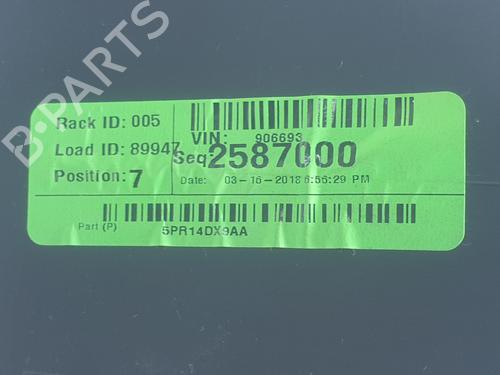 B-PARTS
Rack ID: 005
VIN: 906693
Load ID: 89947
Seq 2587000
Position: 7
Date: 03-16-2018 6:56:29 PM
Part (P) 5PR14DX9AA